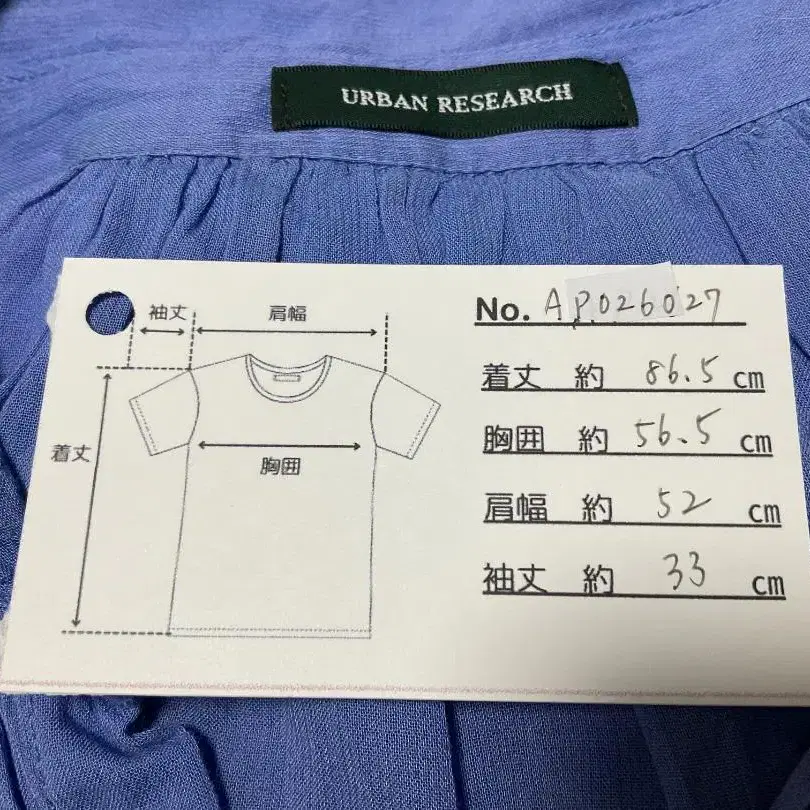 URBAN RESEARCH
袖丈
肩幅
着丈
胸囲
No. AP026027
着丈 約 86.5 cm
胸囲 約 56.5 cm
肩幅 約 52 cm
袖丈 約 33 cm